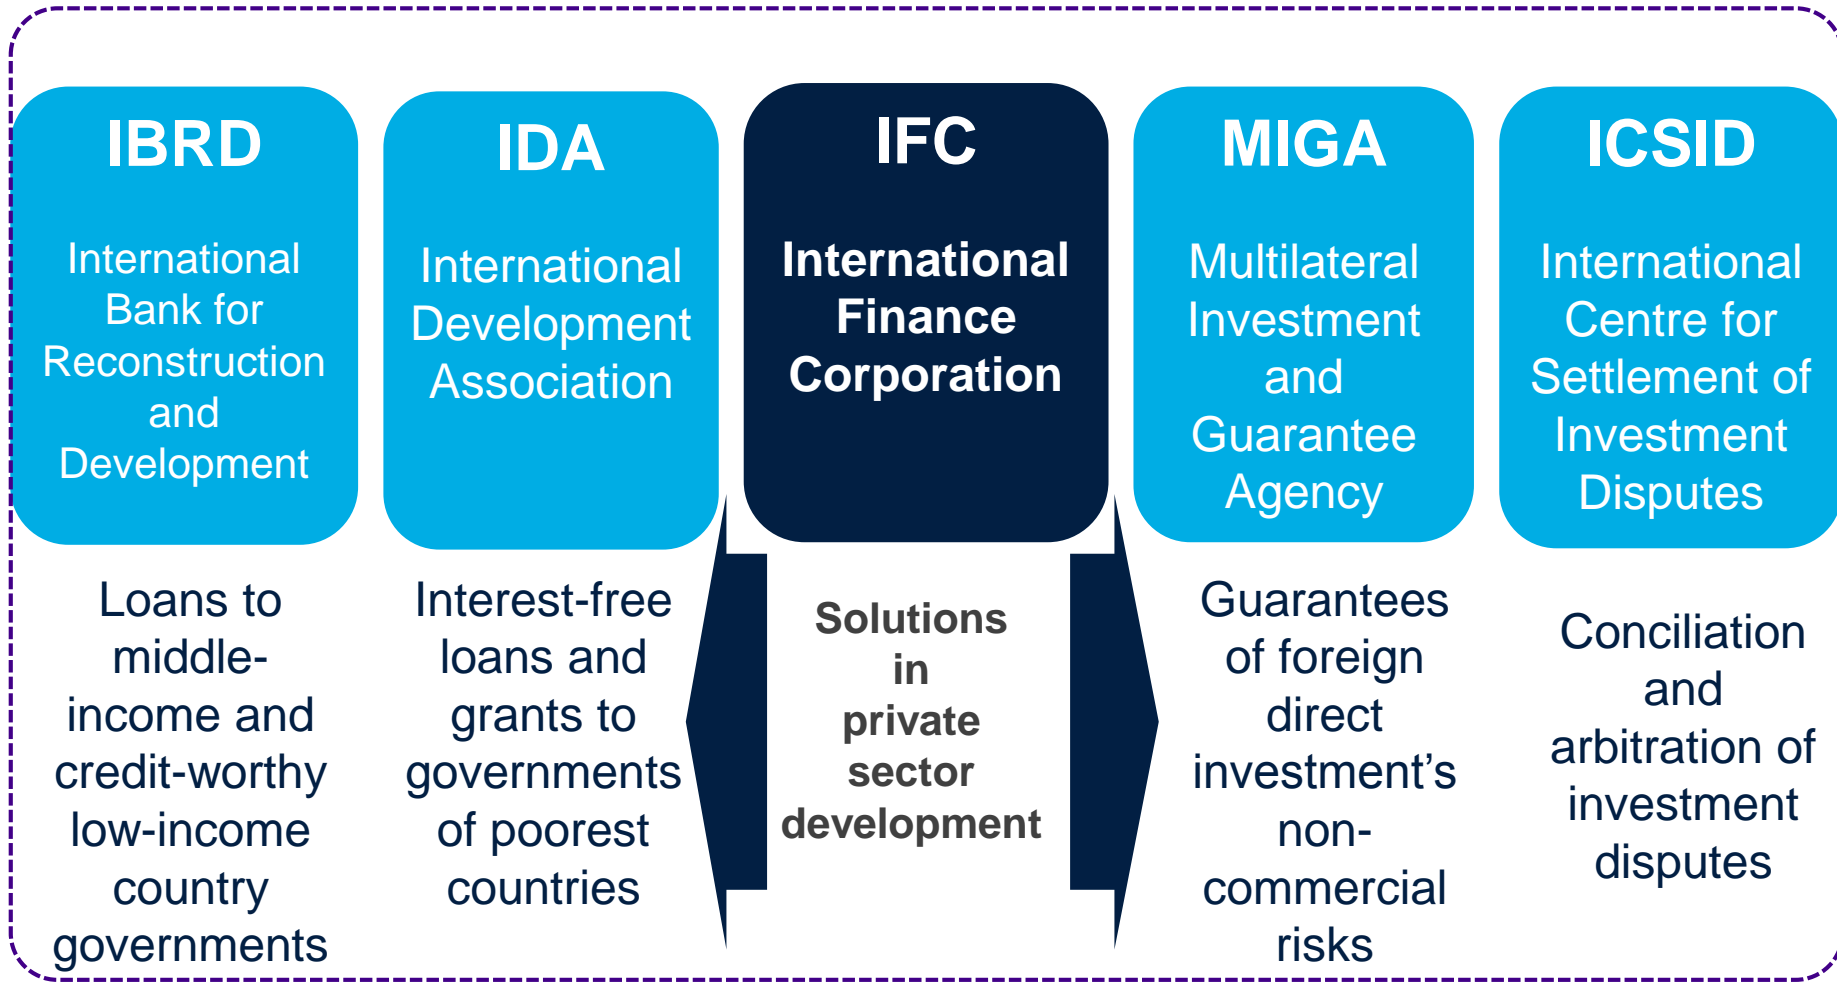 IBRD
International
Bank for
Reconstruction
and
Development
Loans to
middle-
income and
credit-worthy
low-income
country
governments
IDA
International
Development
Association
Interest-free
loans and
grants to
governments
of poorest
countries
IFC
International
Finance
Corporation
Solutions
in
private
sector
development
MIGA
Multilateral
Investment
and
Guarantee
Agency
Guarantees
of foreign
direct
investment’s
non-
commercial
risks
ICSID
International
Centre for
Settlement of
Investment
Disputes
Conciliation
and
arbitration of
investment
disputes